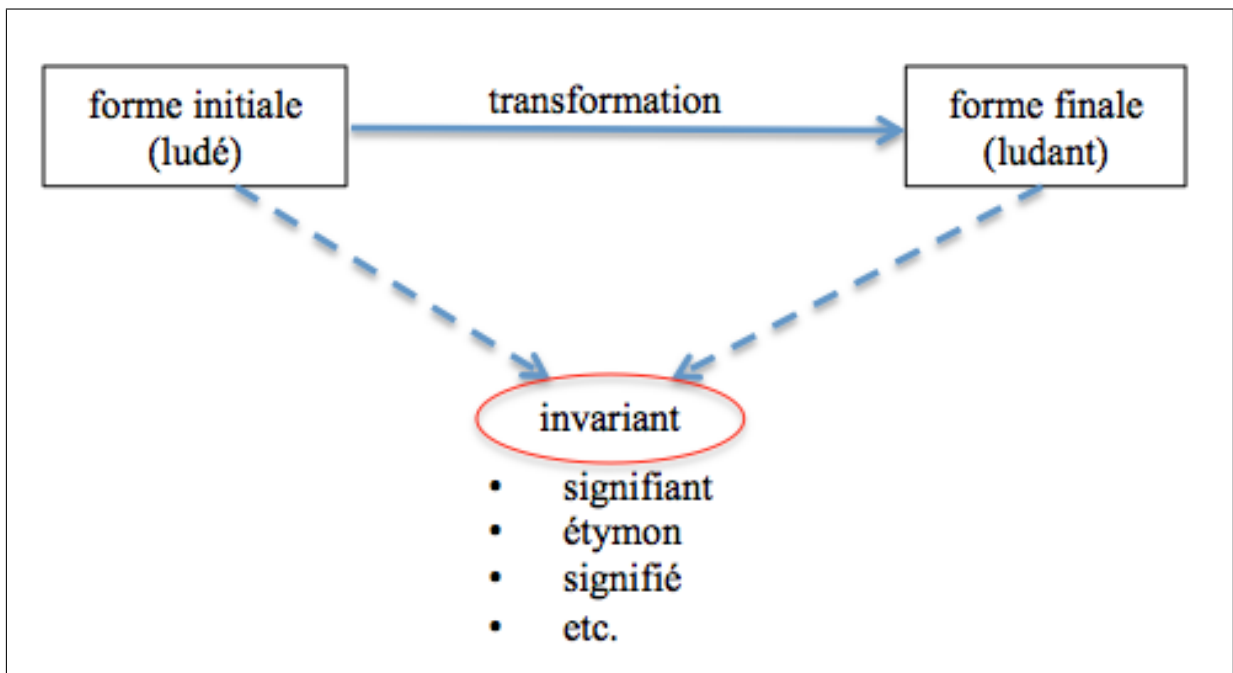 forme initiale
(ludé)
transformation
forme finale
(ludant)
invariant
• signifiant
• étymon
• signifié
• etc.